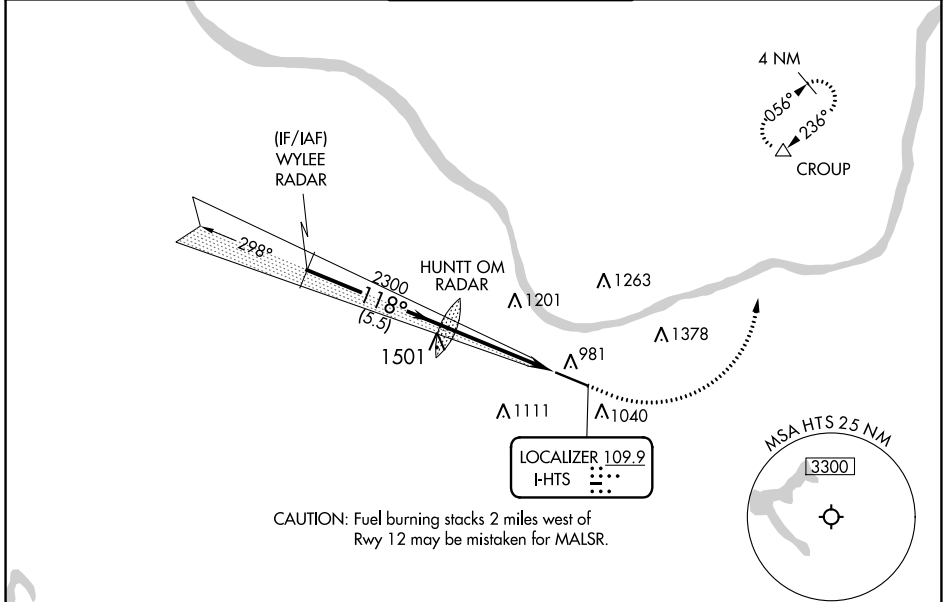 4 NM
056°
236°
CROUP
(IF/IAF)
WYLEE
RADAR
298°
2300
118°
(5.5)
HUNTT OM
RADAR
1501
1201
1263
1378
981
1111
1040
LOCALIZER 109.9
I-HTS
MSA HTS 25 NM
3300
CAUTION: Fuel burning stacks 2 miles west of
Rwy 12 may be mistaken for MALSR.